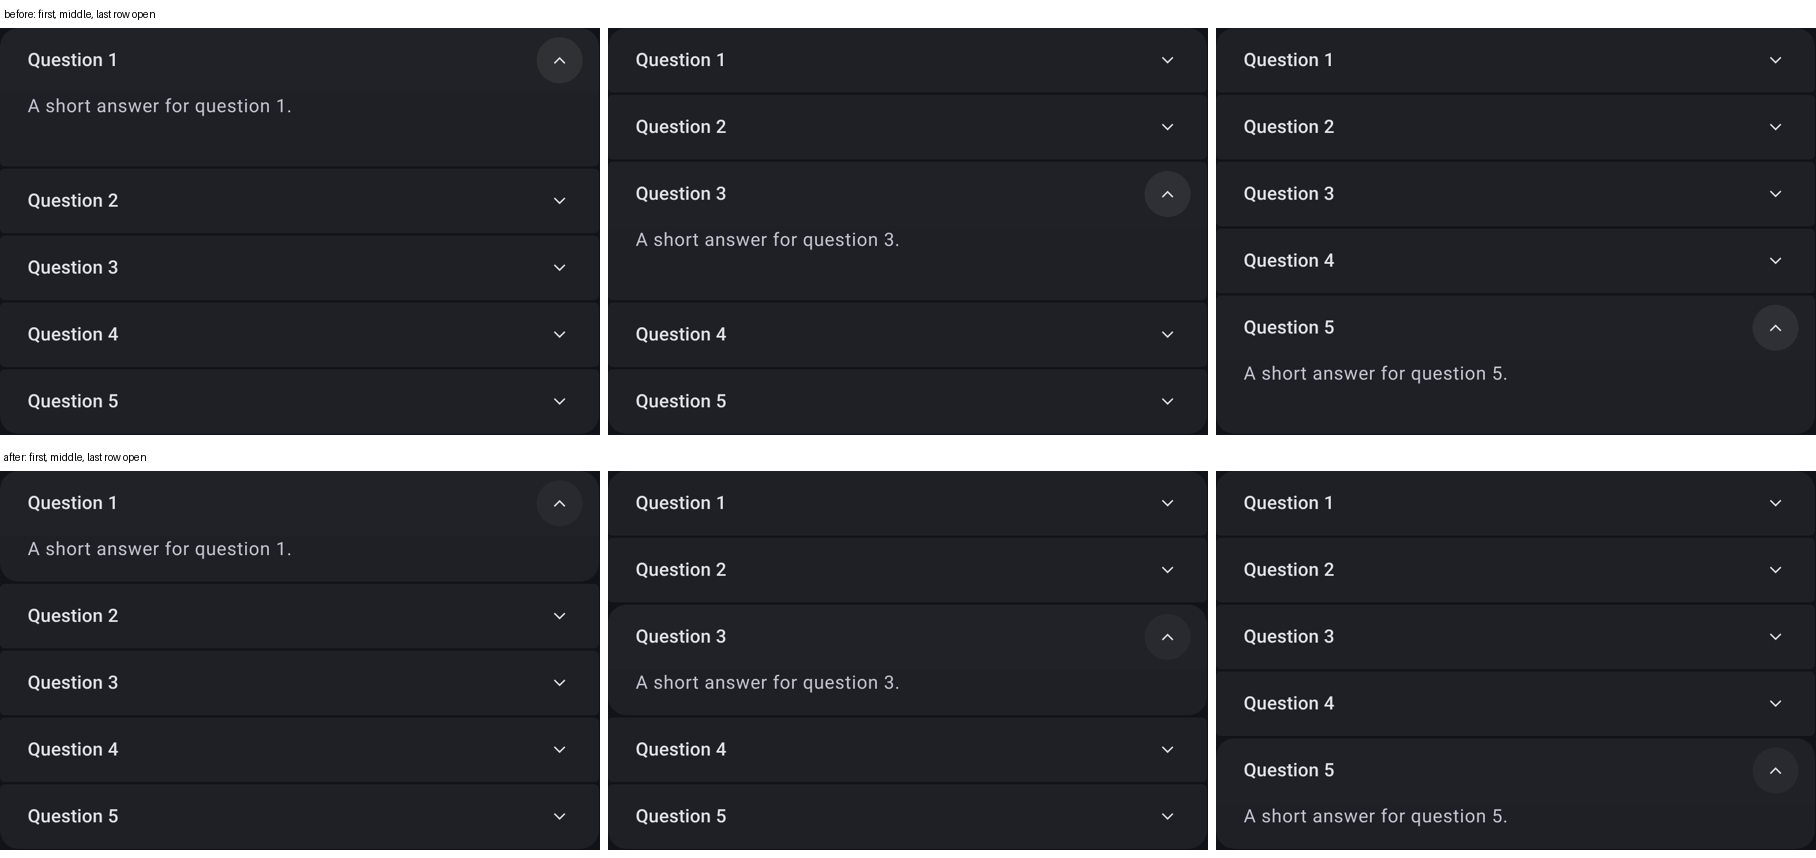 before: first, middle, last row open
Question 1
A short answer for question 1.
Question 2
Question 3
Question 4
Question 5
Question 1
Question 2
Question 3
A short answer for question 3.
Question 4
Question 5
Question 1
Question 2
Question 3
Question 4
Question 5
A short answer for question 5.
after: first, middle, last row open
Question 1
A short answer for question 1.
Question 2
Question 3
Question 4
Question 5
Question 1
Question 2
Question 3
A short answer for question 3.
Question 4
Question 5
Question 1
Question 2
Question 3
Question 4
Question 5
A short answer for question 5.